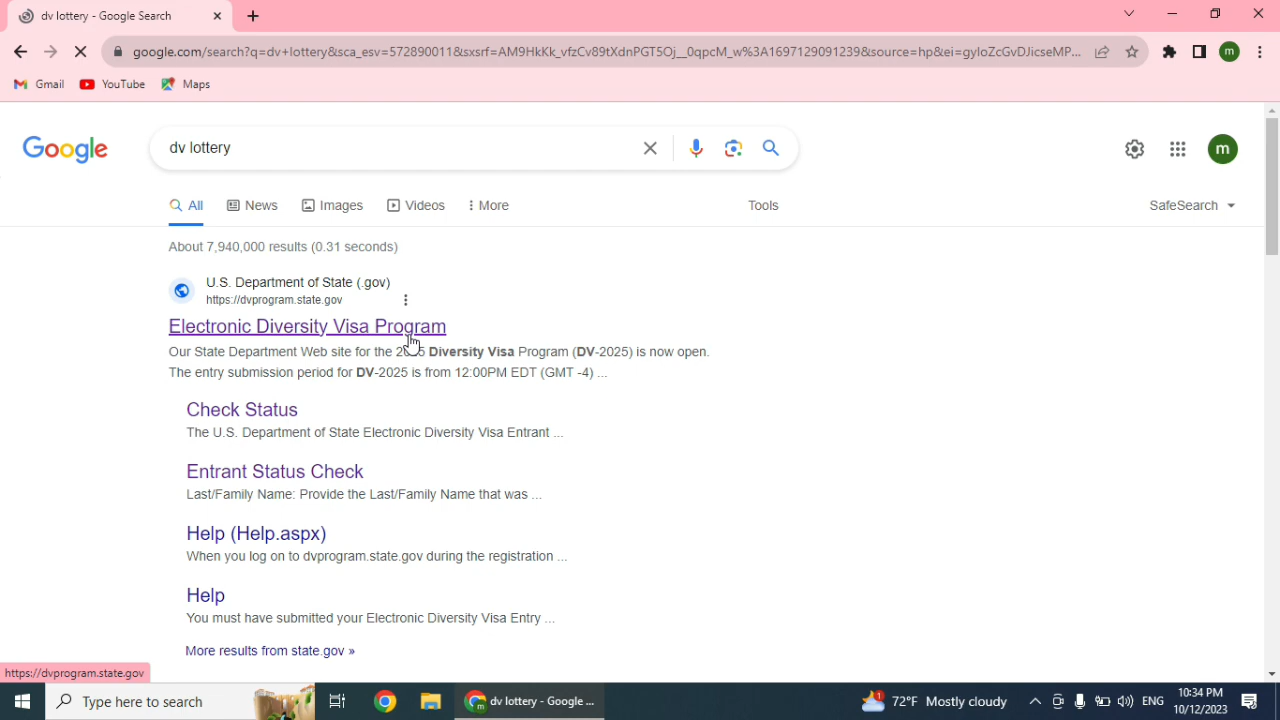 dv lottery - Google Search
google.com/search?q=dv+lottery&sca_esv=572890011&sxsrf=AM9HkKk_vfzCv89tXdnPGT5Oj__0qpcM_w%3A1697129091239&source=hp&ei=gyloZcGvDJicseMP...
m
Gmail YouTube Maps
Google dv lottery m
All News Images Videos More Tools SafeSearch
About 7,940,000 results (0.31 seconds)
U.S. Department of State (.gov)
https://dvprogram.state.gov
Electronic Diversity Visa Program
Our State Department Web site for the 2025 Diversity Visa Program (DV-2025) is now open.
The entry submission period for DV-2025 is from 12:00PM EDT (GMT -4) ...
Check Status
The U.S. Department of State Electronic Diversity Visa Entrant ...
Entrant Status Check
Last/Family Name: Provide the Last/Family Name that was ...
Help (Help.aspx)
When you log on to dvprogram.state.gov during the registration ...
Help
You must have submitted your Electronic Diversity Visa Entry ...
More results from state.gov »
https://dvprogram.state.gov
Type here to search dv lottery - Google ... 1 72°F Mostly cloudy ENG 10:34 PM
10/12/2023